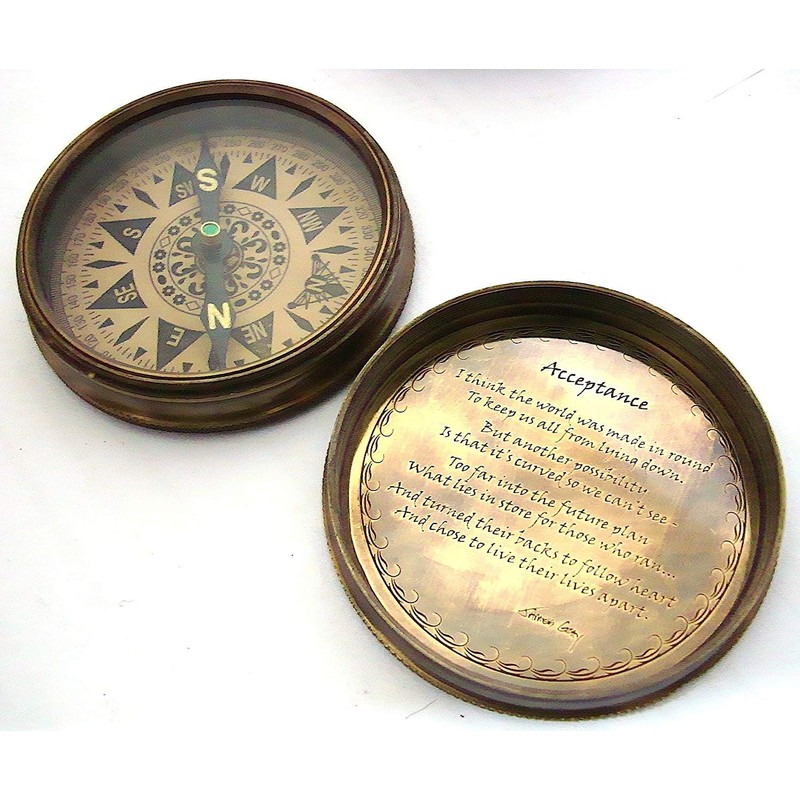 S
SW
W
NW
S
N
SE
E
NE
N
Acceptance
I think the world was made in round
To keep us all from lying down.
But another possibility
Is that it's curved so we can't see -
Too far into the future plan
What lies in store for those who ran...
And turned their backs to follow heart
And chose to live their lives apart.